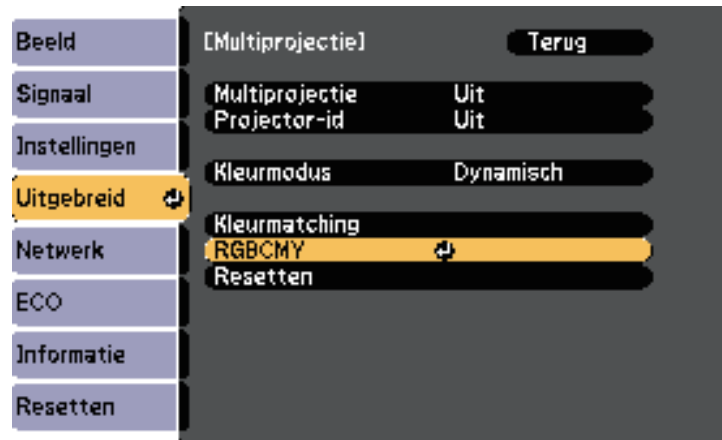 Beeld
Signaal
Instellingen
Uitgebreid
Netwerk
ECO
Informatie
Resetten
[Multiprojectie] Terug
Multiprojectie Uit
Projector-id Uit
Kleurmodus Dynamisch
Kleurmatching
RGBCMY
Resetten